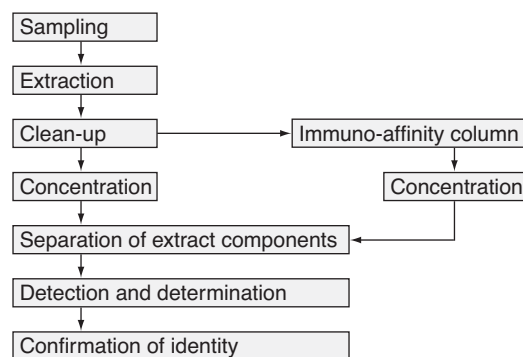 Sampling
Extraction
Clean-up
Immuno-affinity column
Concentration
Concentration
Separation of extract components
Detection and determination
Confirmation of identity